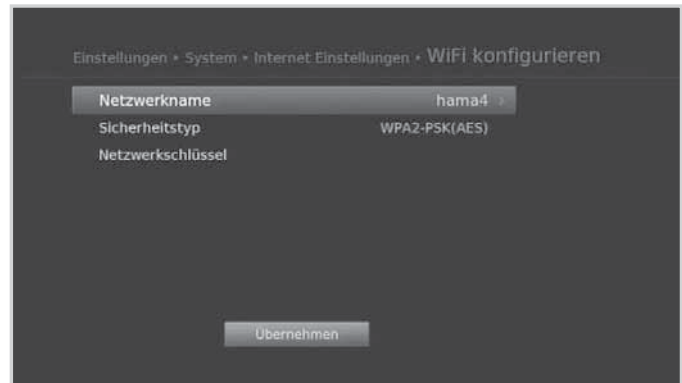 Einstellungen • System • Internet Einstellungen • WiFi konfigurieren
Netzwerkname hama4 ›
Sicherheitstyp WPA2-PSK(AES)
Netzwerkschlüssel
Übernehmen